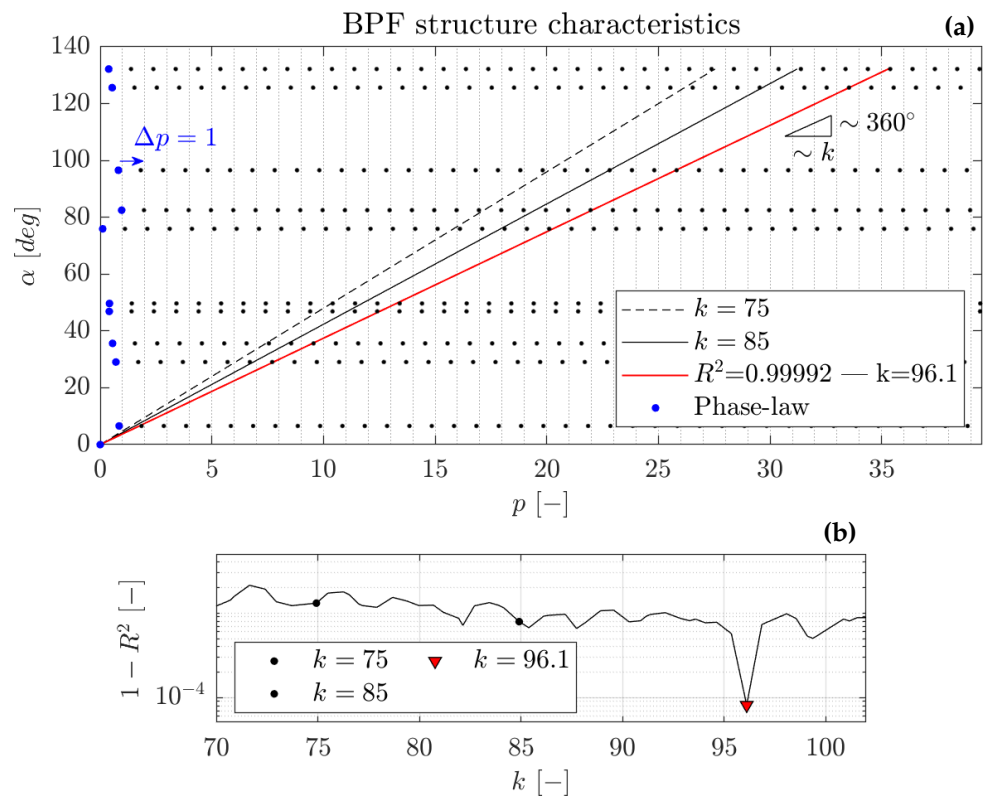 BPF structure characteristics
(a)
140
120
100
80
60
40
20
0
α [deg]
Δp = 1
∼ 360°
∼ k
k = 75
k = 85
R²=0.99992 — k=96.1
Phase-law
0 5 10 15 20 25 30 35
p [−]
(b)
1 − R² [−]
10⁻⁴
k = 75 k = 96.1
k = 85
70 75 80 85 90 95 100
k [−]